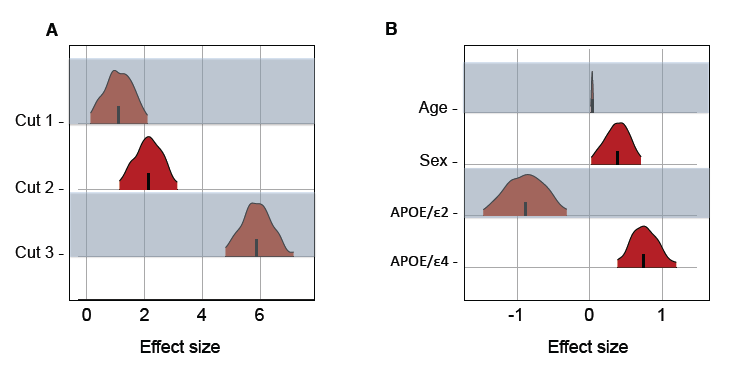 A
Cut 1
Cut 2
Cut 3
0 2 4 6
Effect size
B
Age
Sex
APOE/ε2
APOE/ε4
-1 0 1
Effect size